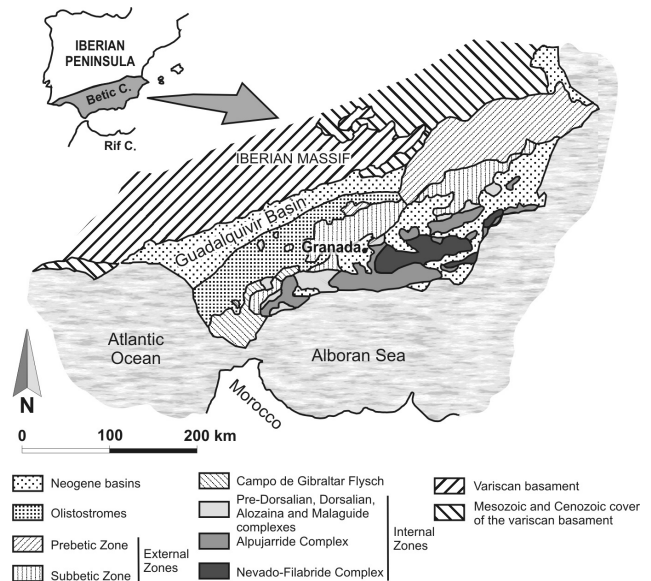 IBERIAN
PENINSULA
Betic C.
Rif C.
IBERIAN MASSIF
Guadalquivir Basin
Granada
Atlantic
Ocean
Alboran Sea
Morocco
N
0 100 200 km
Neogene basins
Olistostromes
Prebetic Zone
Subbetic Zone
External
Zones
Campo de Gibraltar Flysch
Pre-Dorsalian, Dorsalian,
Alozaina and Malaguide
complexes
Alpujarride Complex
Nevado-Filabride Complex
Internal
Zones
Variscan basament
Mesozoic and Cenozoic cover
of the variscan basament